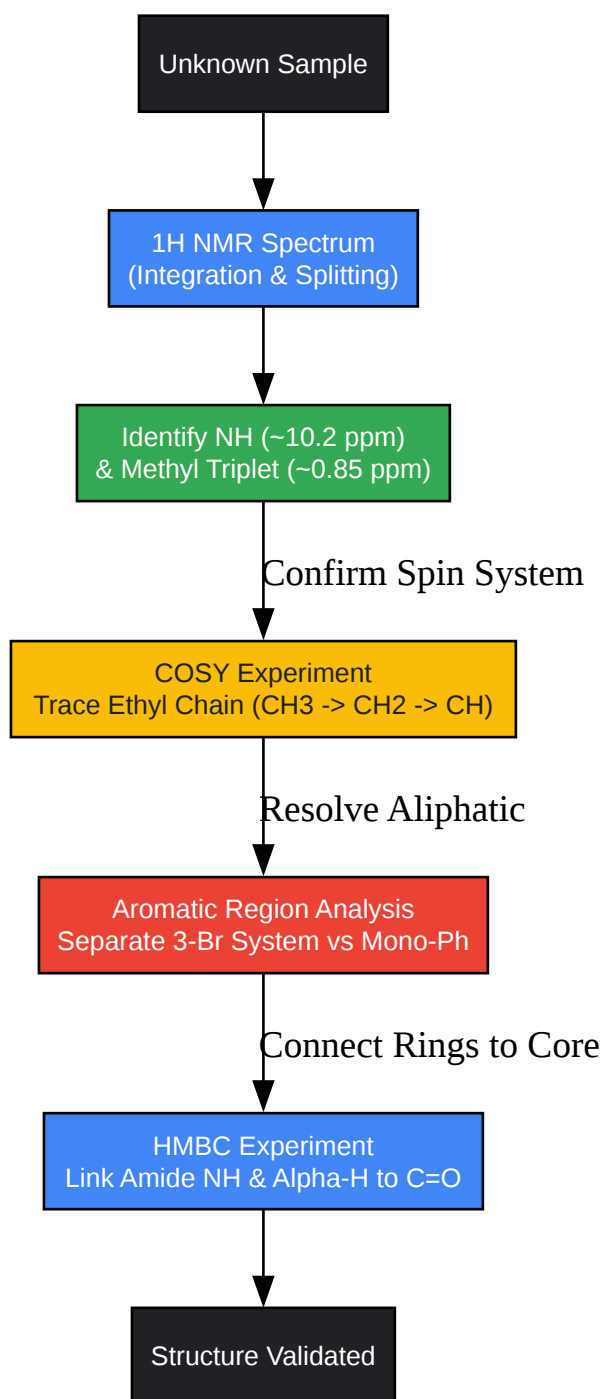 Unknown Sample
1H NMR Spectrum
(Integration & Splitting)
Identify NH (~10.2 ppm)
& Methyl Triplet (~0.85 ppm)
Confirm Spin System
COSY Experiment
Trace Ethyl Chain (CH3 -> CH2 -> CH)
Resolve Aliphatic
Aromatic Region Analysis
Separate 3-Br System vs Mono-Ph
Connect Rings to Core
HMBC Experiment
Link Amide NH & Alpha-H to C=O
Structure Validated